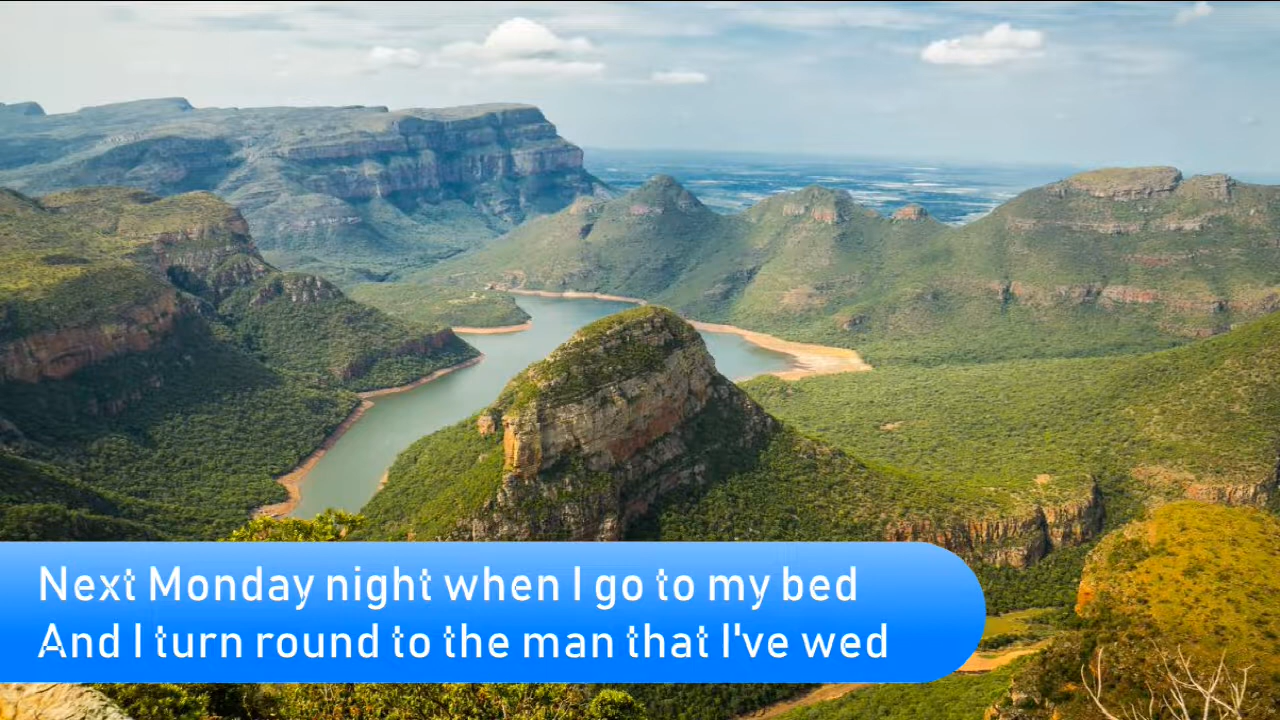 Next Monday night when I go to my bed
And I turn round to the man that I've wed